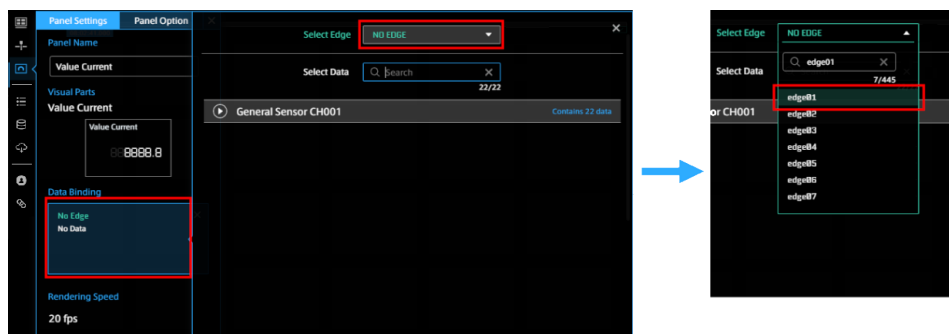 Panel Settings
Panel Option
Panel Name
Value Current
Visual Parts
Value Current
Value Current
8888888.8
Data Binding
No Edge
No Data
Rendering Speed
20 fps
Select Edge
NO EDGE
Select Data
Search
22/22
General Sensor CH001
Contains 22 data
Select Edge
NO EDGE
Select Data
edge01
7/445
or CH001
edge01
edge02
edge03
edge04
edge05
edge06
edge07